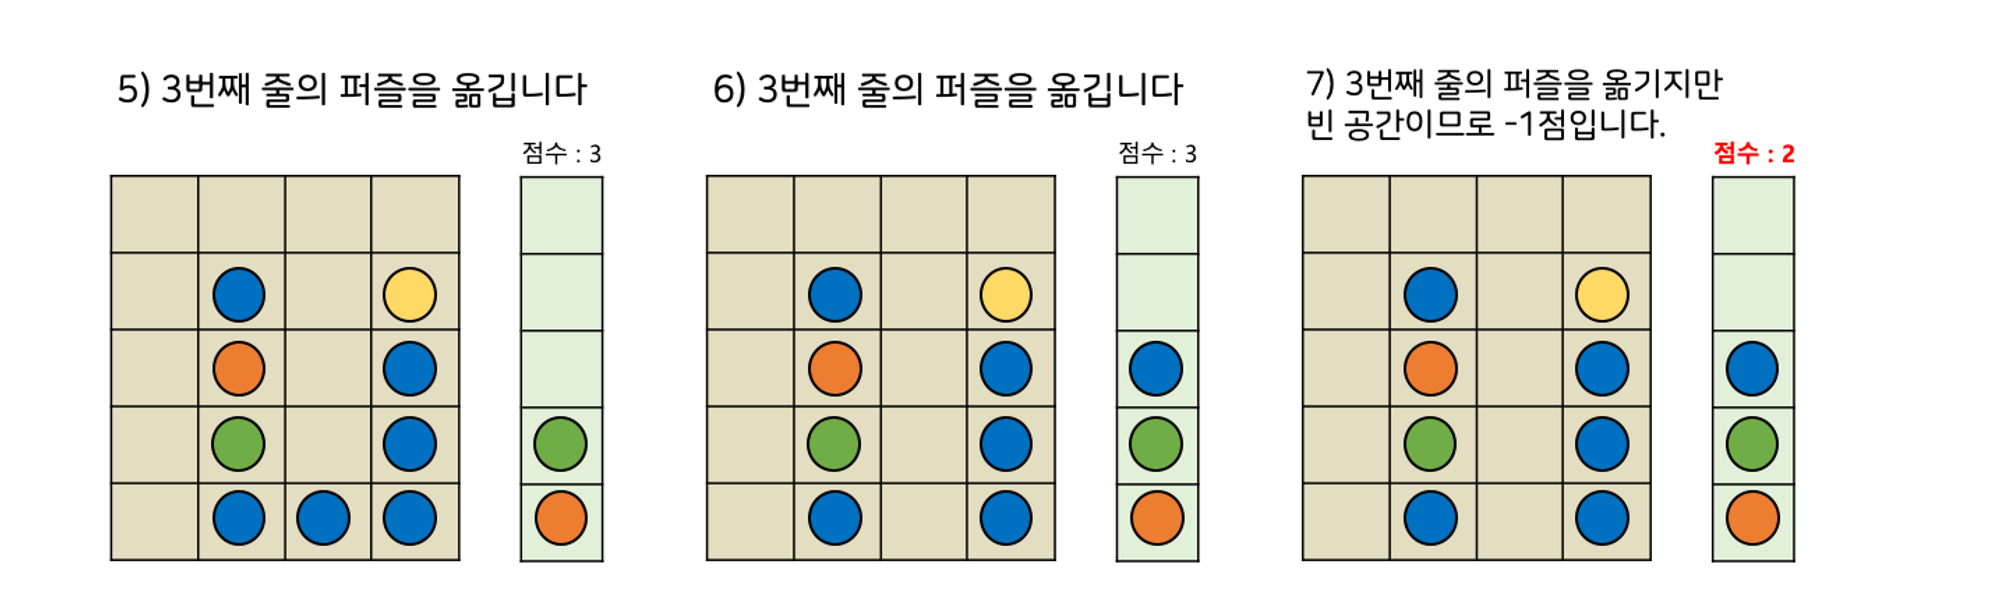 5) 3번째 줄의 퍼즐을 옮깁니다
점수 : 3
6) 3번째 줄의 퍼즐을 옮깁니다
점수 : 3
7) 3번째 줄의 퍼즐을 옮기지만
빈 공간이므로 -1점입니다.
점수 : 2